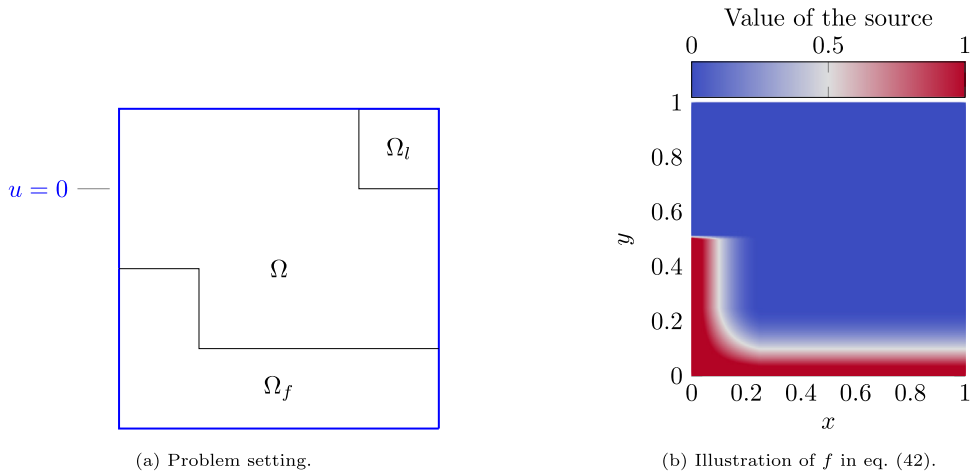 Value of the source
0 0.5 1
Ω_l
u = 0
Ω
Ω_f
1
0.8
0.6
0.4
0.2
0
y
0 0.2 0.4 0.6 0.8 1
x
(a) Problem setting.
(b) Illustration of f in eq. (42).